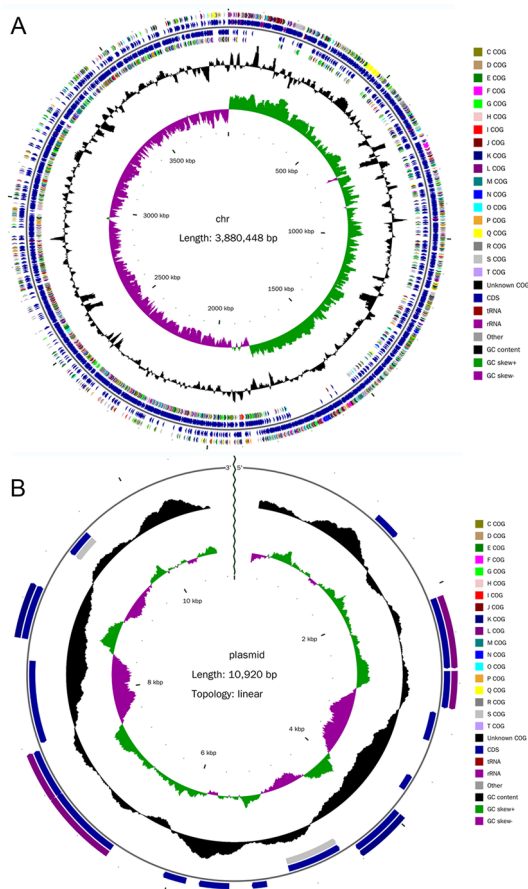 A
3500 kbp
500 kbp
3000 kbp
chr
Length: 3,880,448 bp
1000 kbp
2500 kbp
1500 kbp
2000 kbp
C COG
D COG
E COG
F COG
G COG
H COG
I COG
J COG
K COG
L COG
M COG
N COG
O COG
P COG
Q COG
R COG
S COG
T COG
Unknown COG
CDS
tRNA
rRNA
Other
GC content
GC skew+
GC skew-
B
3' 5'
10 kbp
2 kbp
plasmid
Length: 10,920 bp
Topology: linear
8 kbp
4 kbp
6 kbp
C COG
D COG
E COG
F COG
G COG
H COG
I COG
J COG
K COG
L COG
M COG
N COG
O COG
P COG
Q COG
R COG
S COG
T COG
Unknown COG
CDS
tRNA
rRNA
Other
GC content
GC skew+
GC skew-